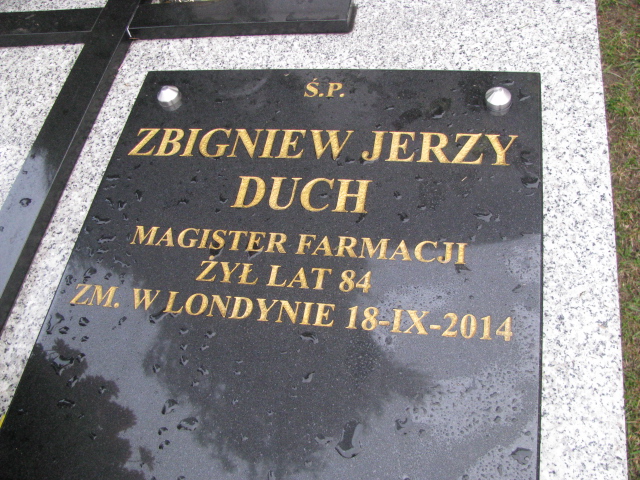 Ś.P.
ZBIGNIEW JERZY
DUCH
MAGISTER FARMACJI
ŻYŁ LAT 84
ZM. W LONDYNIE 18-IX-2014